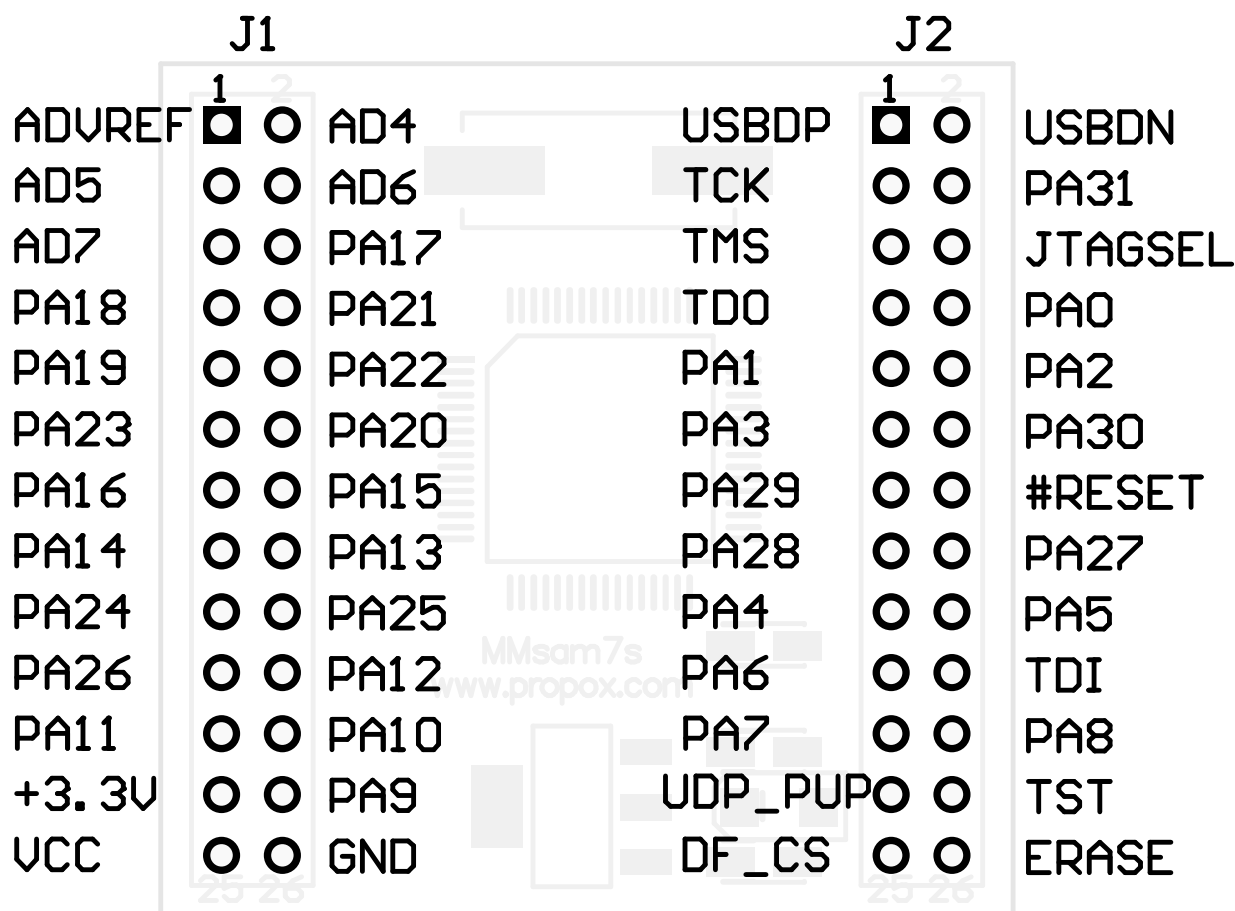 J1 J2
1 2 1 2
ADVREF AD4 USBDP USBDN
AD5 AD6 TCK PA31
AD7 PA17 TMS JTAGSEL
PA18 PA21 TDO PA0
PA19 PA22 PA1 PA2
PA23 PA20 PA3 PA30
PA16 PA15 PA29 #RESET
PA14 PA13 PA28 PA27
PA24 PA25 PA4 PA5
MMsam7s
PA26 PA12 PA6 TDI
www.propox.com
PA11 PA10 PA7 PA8
+3.3V PA9 UDP_PUP TST
VCC GND DF_CS ERASE
25 26 25 26